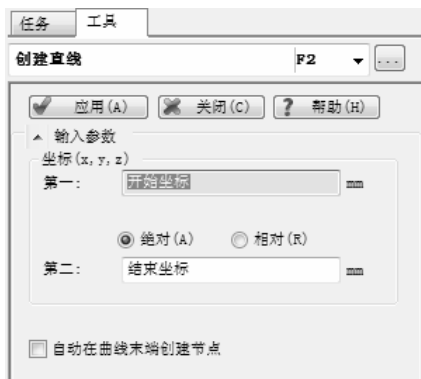 任务 工具
创建直线 F2 ...
应用(A) 关闭(C) ? 帮助(H)
输入参数
坐标(x,y,z)
第一: 开始坐标 mm
绝对(A) 相对(R)
第二: 结束坐标 mm
自动在曲线末端创建节点